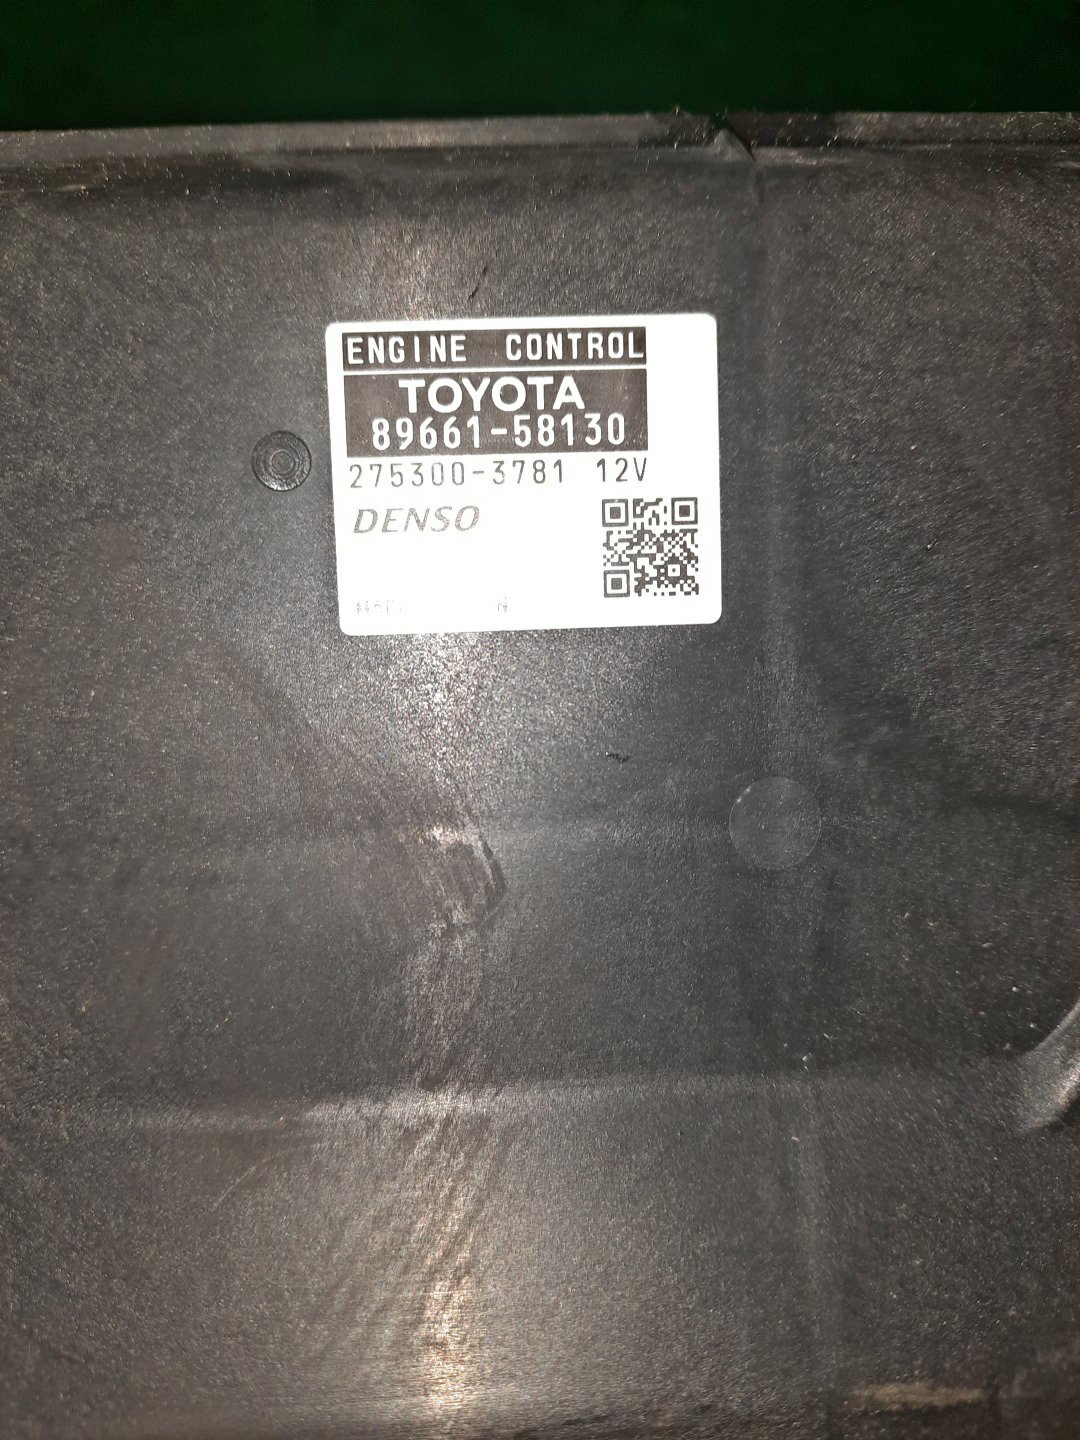 ENGINE CONTROL
TOYOTA
89661-58130
275300-3781 12V
DENSO